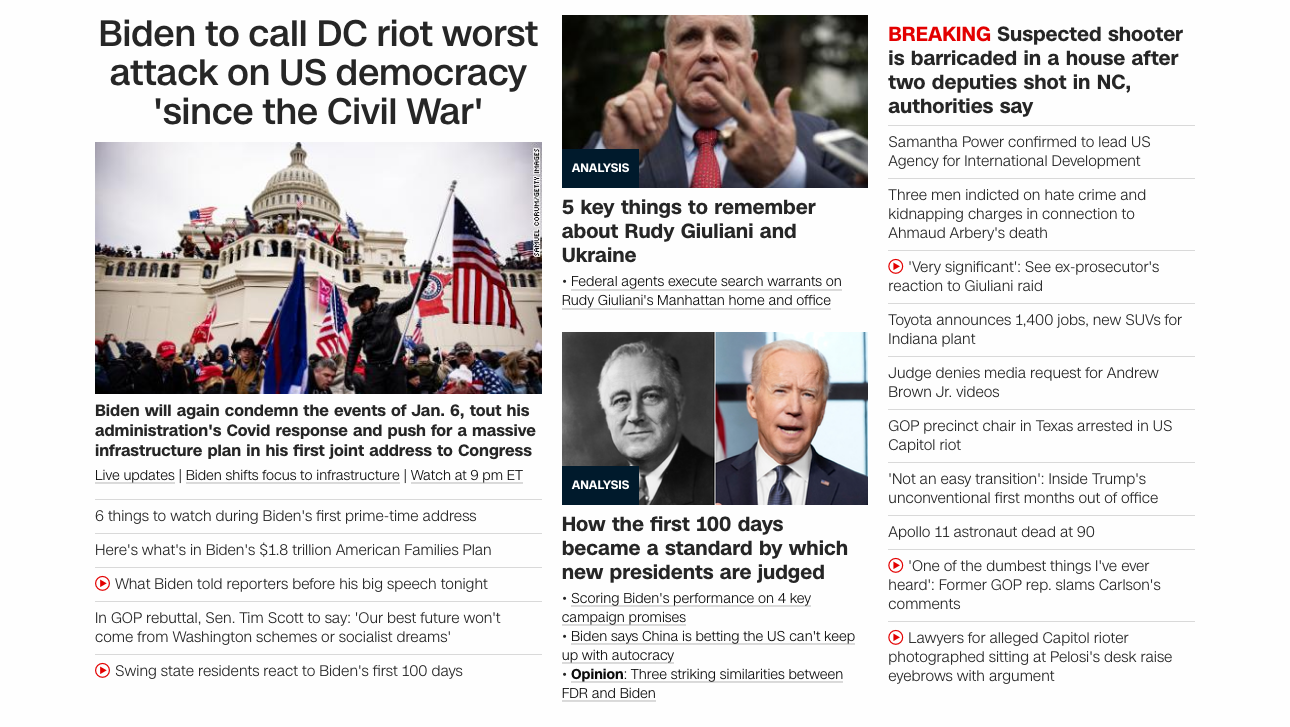 Biden to call DC riot worst
attack on US democracy
'since the Civil War'
SAMUEL CORUM/GETTY IMAGES
Biden will again condemn the events of Jan. 6, tout his
administration's Covid response and push for a massive
infrastructure plan in his first joint address to Congress
Live updates | Biden shifts focus to infrastructure | Watch at 9 pm ET
6 things to watch during Biden's first prime-time address
Here's what's in Biden's $1.8 trillion American Families Plan
What Biden told reporters before his big speech tonight
In GOP rebuttal, Sen. Tim Scott to say: 'Our best future won't
come from Washington schemes or socialist dreams'
Swing state residents react to Biden's first 100 days
ANALYSIS
5 key things to remember
about Rudy Giuliani and
Ukraine
• Federal agents execute search warrants on
Rudy Giuliani's Manhattan home and office
ANALYSIS
How the first 100 days
became a standard by which
new presidents are judged
• Scoring Biden's performance on 4 key
campaign promises
• Biden says China is betting the US can't keep
up with autocracy
• Opinion: Three striking similarities between
FDR and Biden
BREAKING Suspected shooter
is barricaded in a house after
two deputies shot in NC,
authorities say
Samantha Power confirmed to lead US
Agency for International Development
Three men indicted on hate crime and
kidnapping charges in connection to
Ahmaud Arbery's death
'Very significant': See ex-prosecutor's
reaction to Giuliani raid
Toyota announces 1,400 jobs, new SUVs for
Indiana plant
Judge denies media request for Andrew
Brown Jr. videos
GOP precinct chair in Texas arrested in US
Capitol riot
'Not an easy transition': Inside Trump's
unconventional first months out of office
Apollo 11 astronaut dead at 90
'One of the dumbest things I've ever
heard': Former GOP rep. slams Carlson's
comments
Lawyers for alleged Capitol rioter
photographed sitting at Pelosi's desk raise
eyebrows with argument